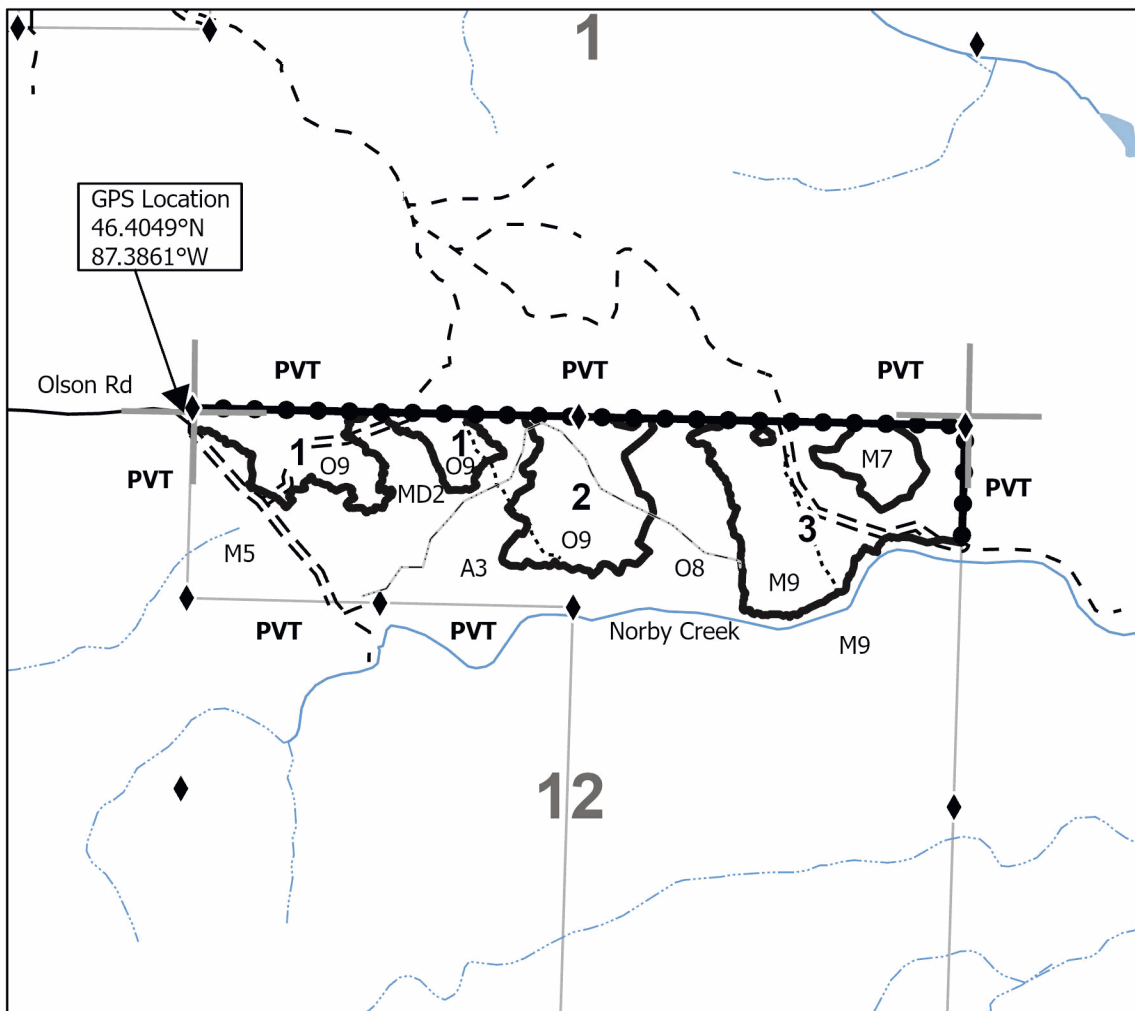 1
GPS Location
46.4049°N
87.3861°W
PVT
PVT
PVT
Olson Rd
1
O9
1
O9
MD2
M7
PVT
PVT
2
O9
3
M5
A3
O8
M9
PVT
PVT
Norby Creek
M9
12